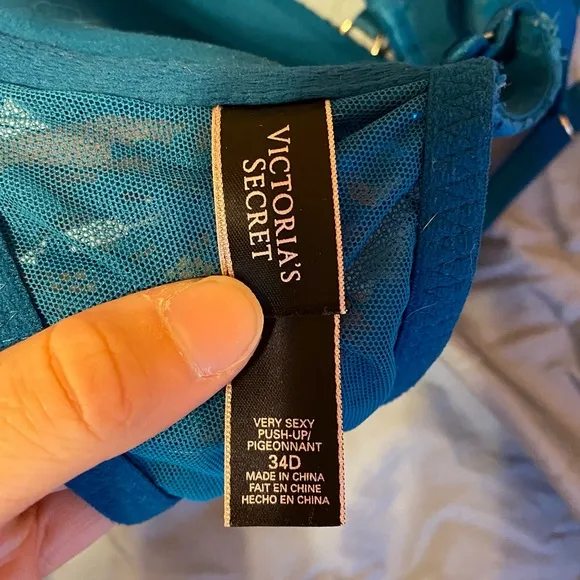 VICTORIA'S
SECRET
VERY SEXY
PUSH-UP/
PIGEONNANT
34D
MADE IN CHINA
FAIT EN CHINE
HECHO EN CHINA